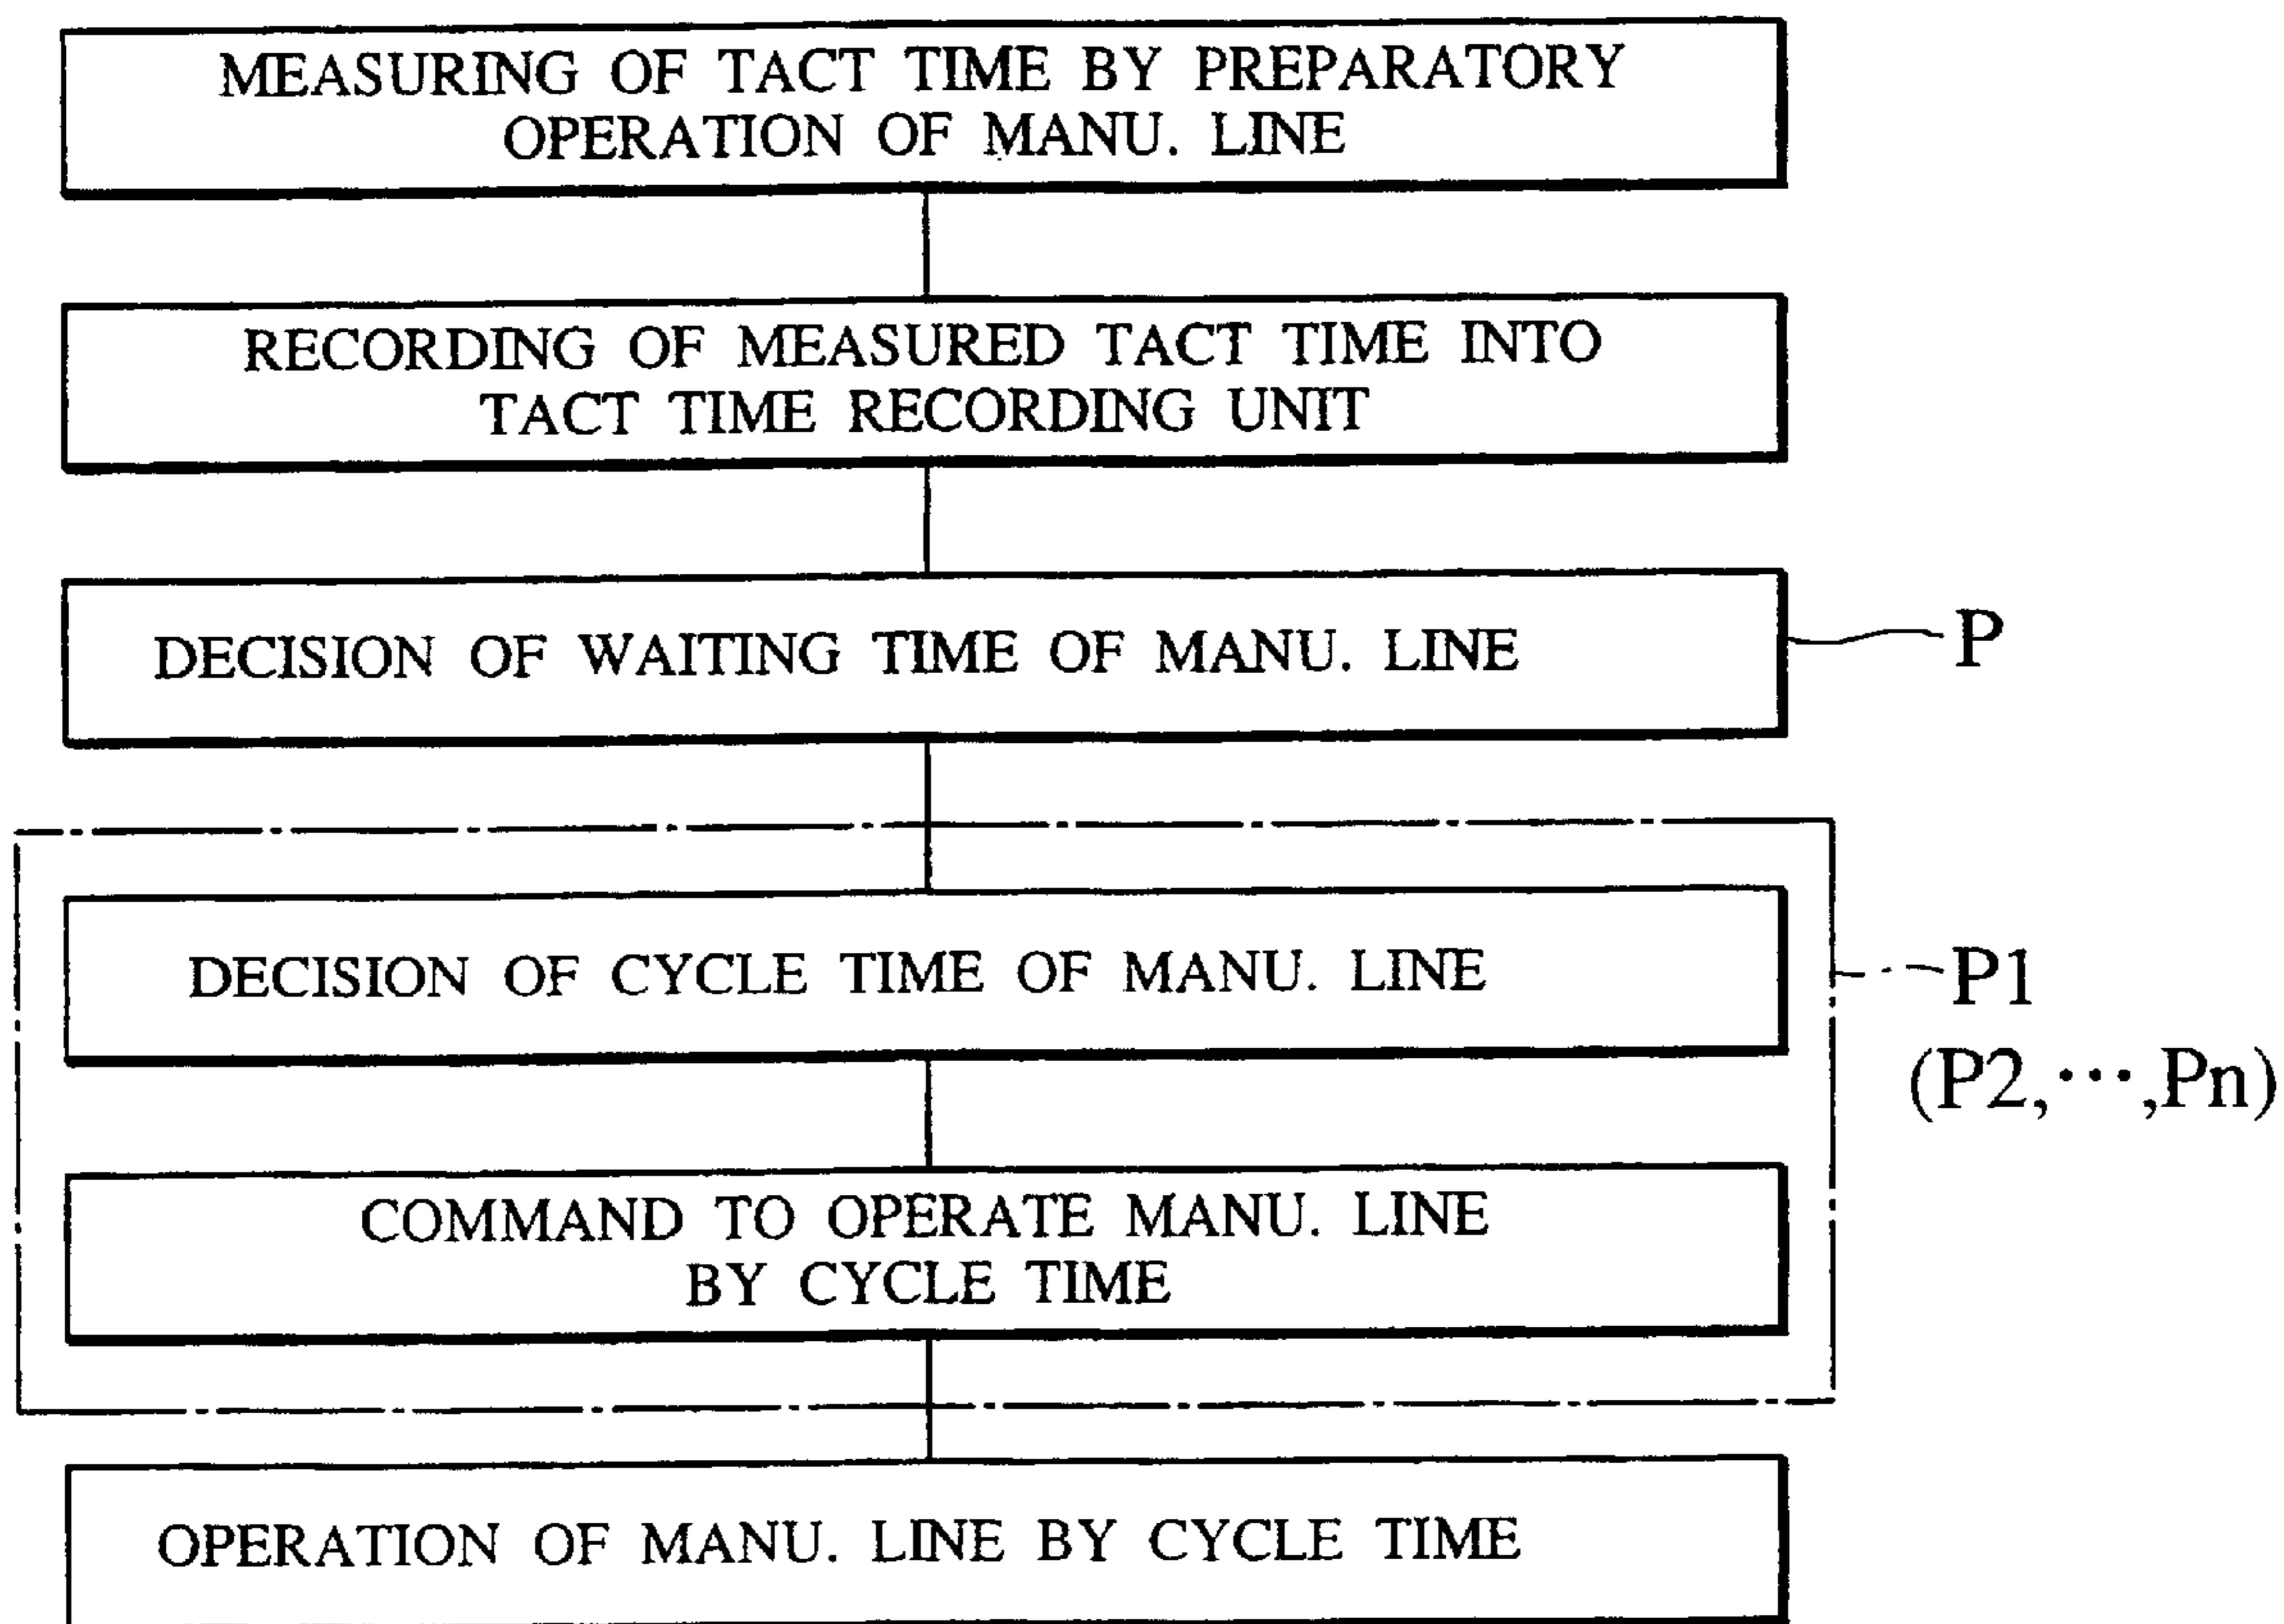 MEASURING OF TACT TIME BY PREPARATORY
OPERATION OF MANU. LINE
RECORDING OF MEASURED TACT TIME INTO
TACT TIME RECORDING UNIT
DECISION OF WAITING TIME OF MANU. LINE
P
DECISION OF CYCLE TIME OF MANU. LINE
P1
(P2,···,Pn)
COMMAND TO OPERATE MANU. LINE
BY CYCLE TIME
OPERATION OF MANU. LINE BY CYCLE TIME